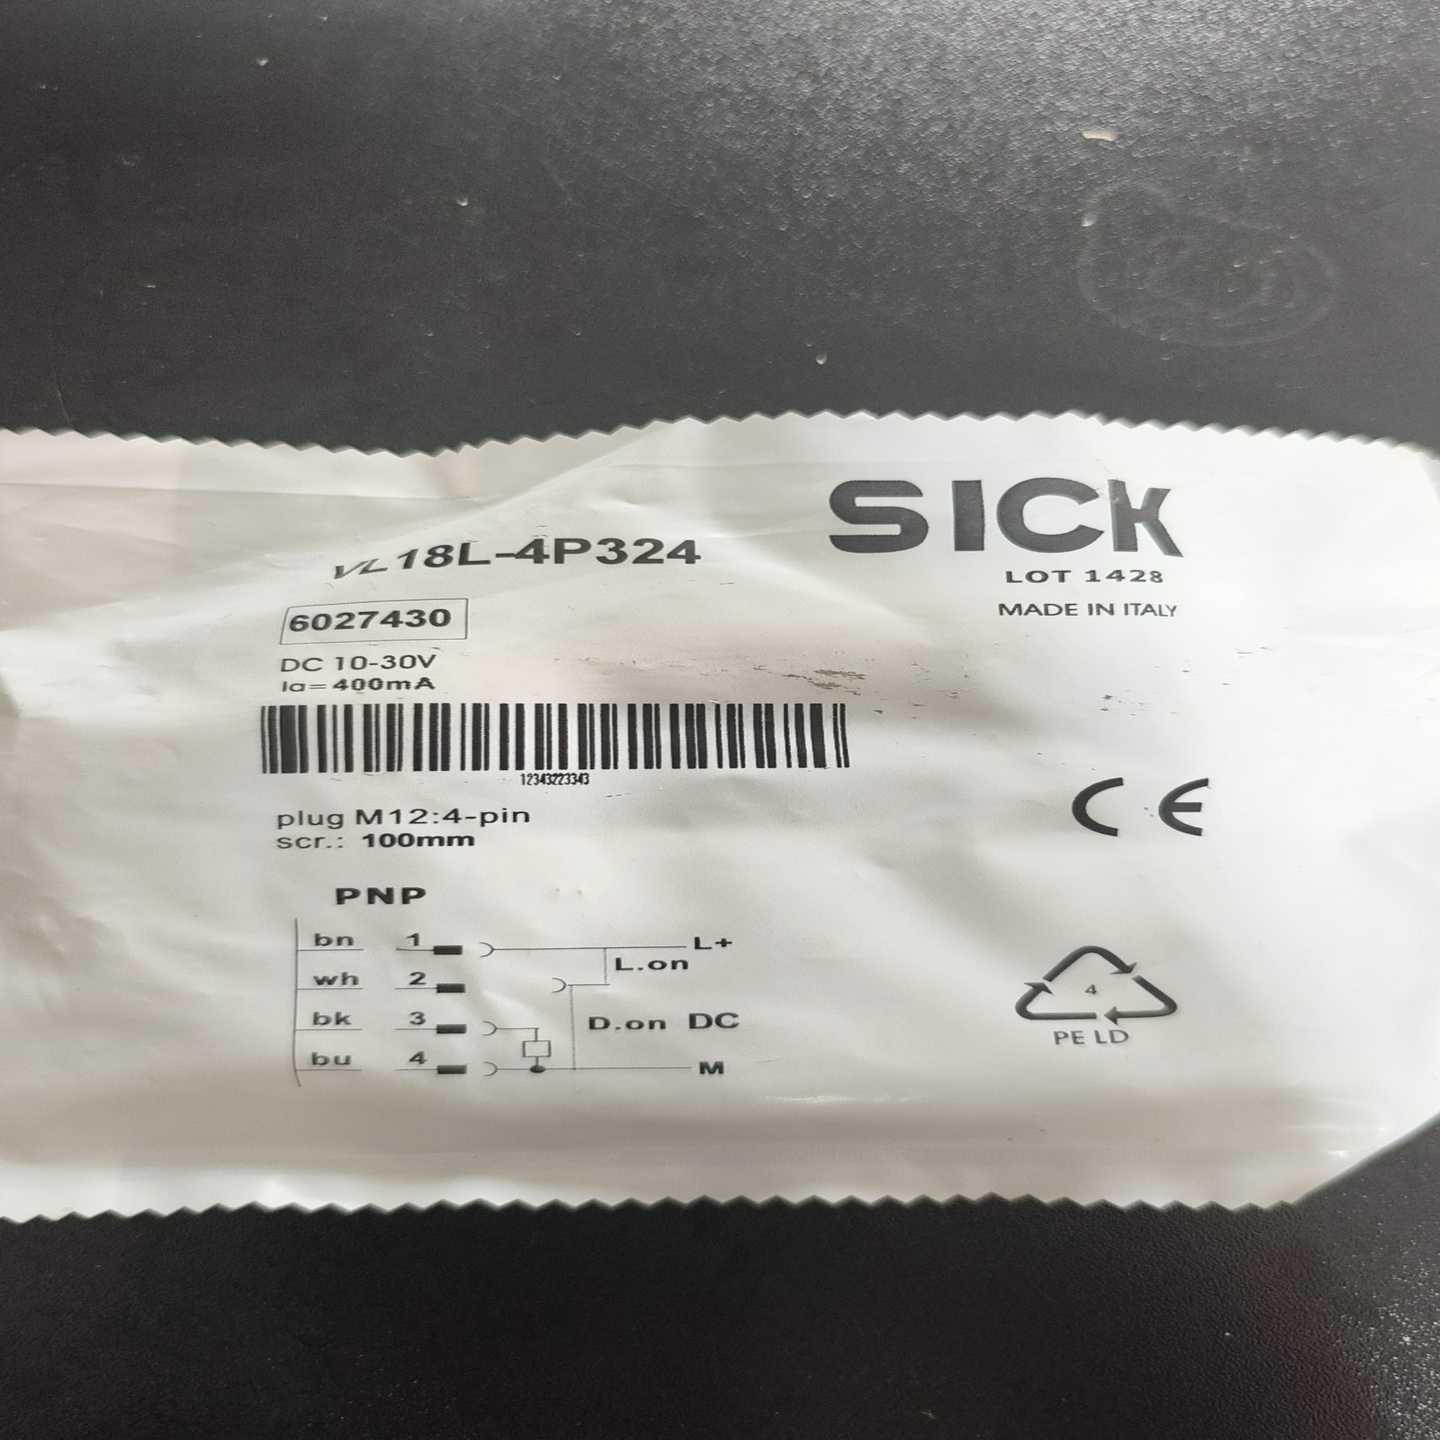 SICK
LOT 1428
MADE IN ITALY
VL18L-4P324
6027430
DC 10-30V
Ia=400mA
12343223343
plug M12:4-pin
scr.: 100mm
CE
PNP
bn 1 L+
L.on
wh 2
bk 3 D.on DC
bu 4 M
4
PE LD